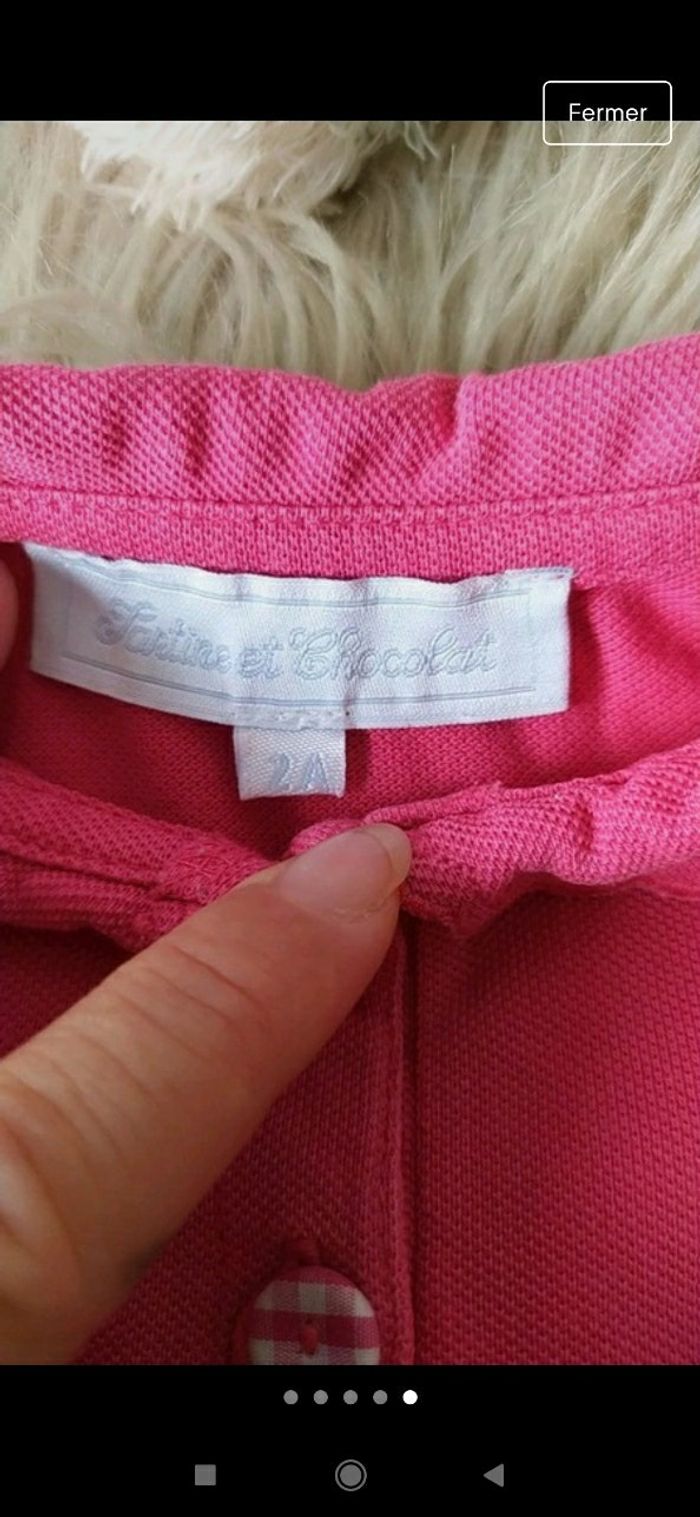 Fermer
Tartine et Chocolat
2A